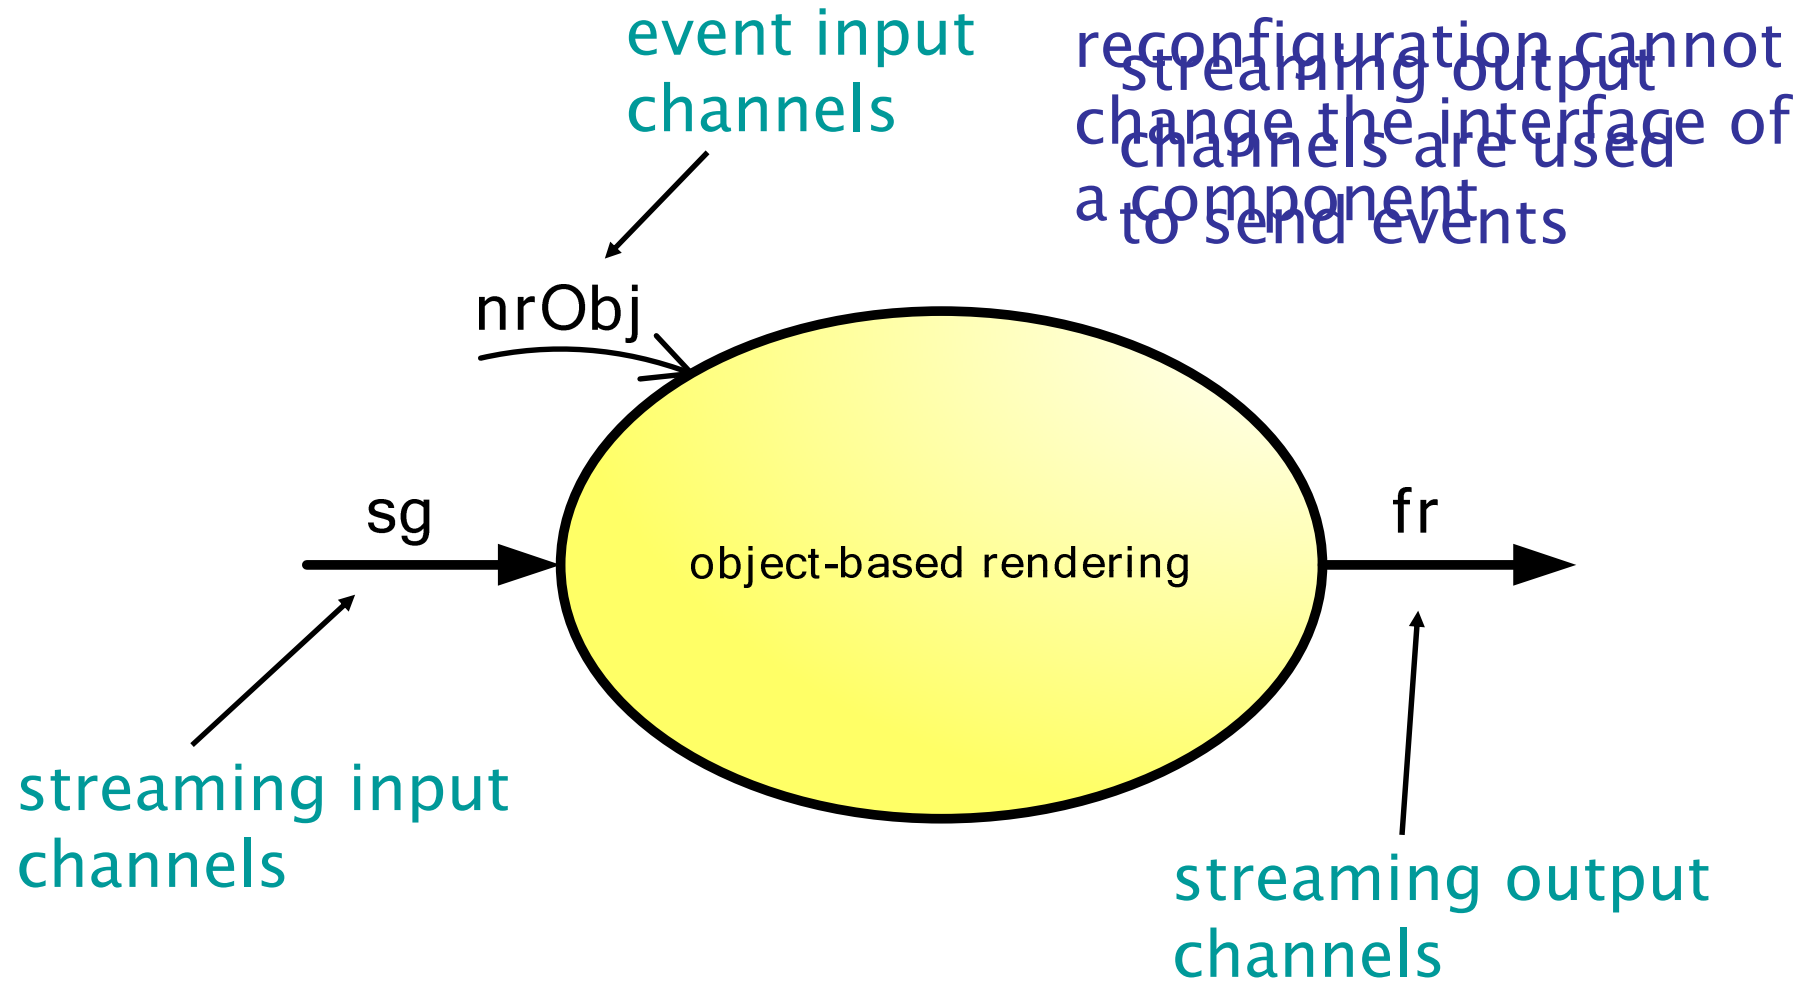 event input
channels
reconfiguration cannot
change the interface of
a component
streaming output
channels are used
to send events
nrObj
sg
fr
object-based rendering
streaming input
channels
streaming output
channels